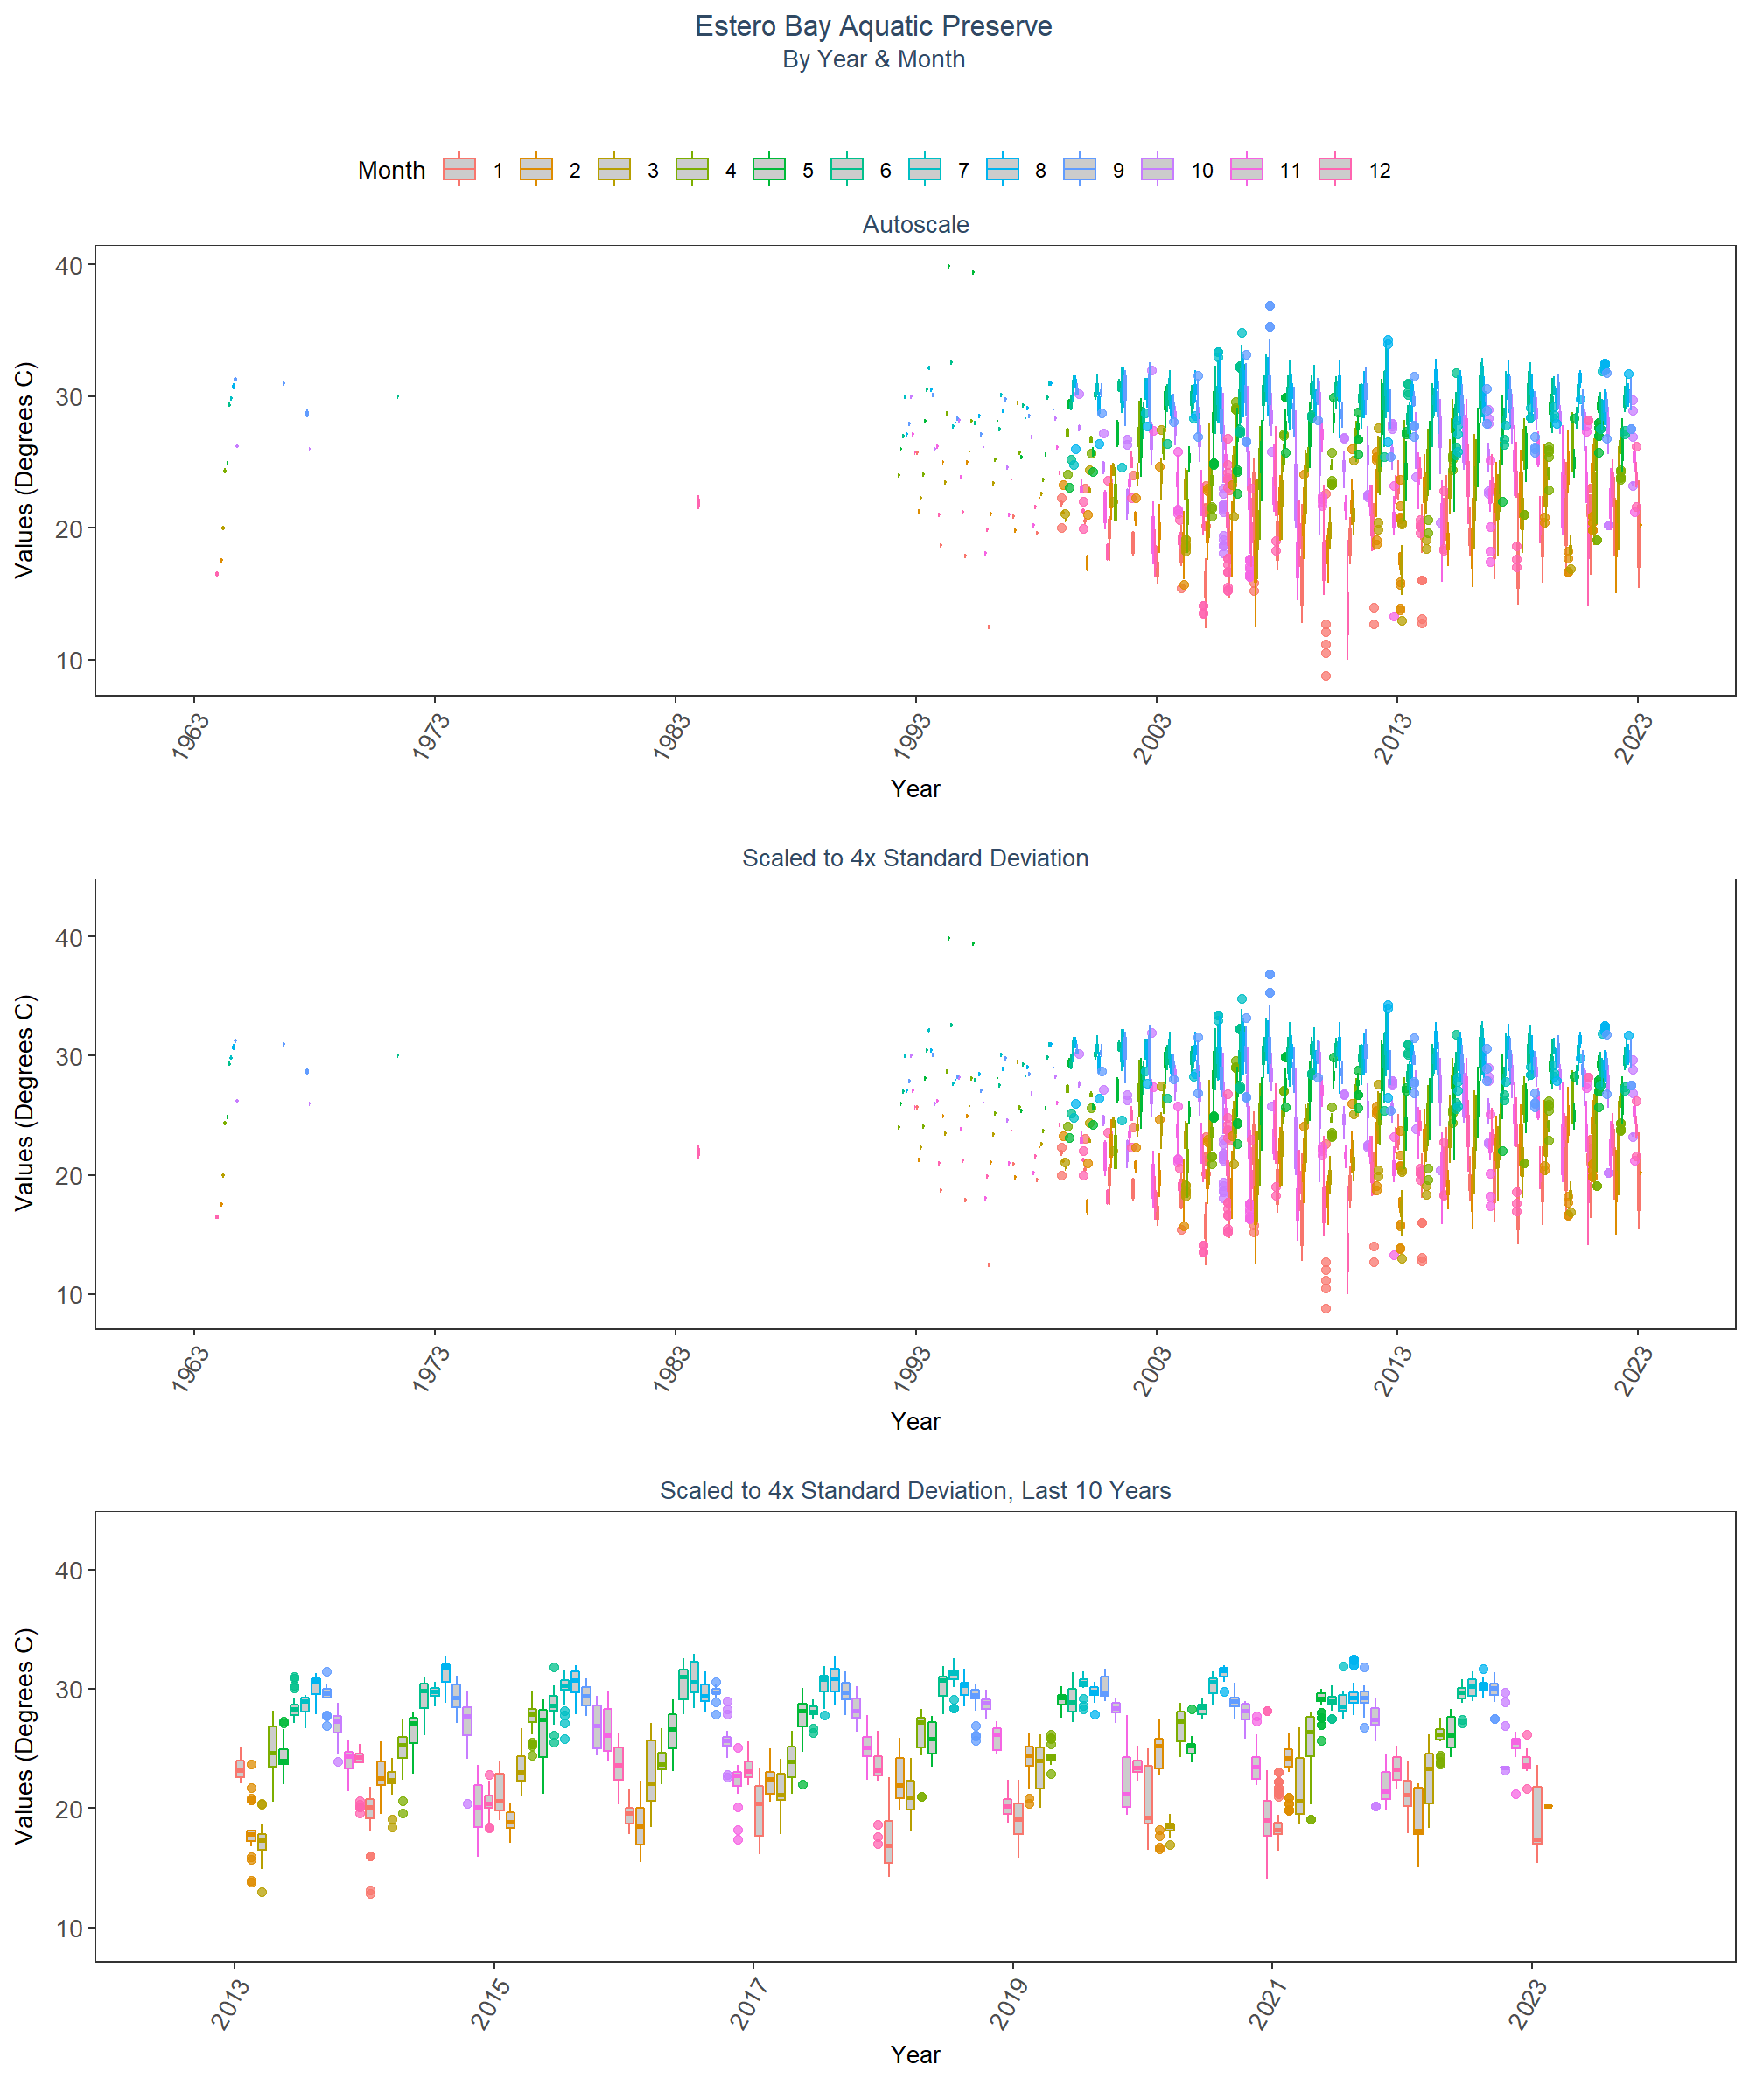 Estero Bay Aquatic Preserve
By Year & Month
Month 1 2 3 4 5 6 7 8 9 10 11 12
Autoscale
Values (Degrees C)
40
30
20
10
1963 1973 1983 1993 2003 2013 2023
Year
Scaled to 4x Standard Deviation
Values (Degrees C)
40
30
20
10
1963 1973 1983 1993 2003 2013 2023
Year
Scaled to 4x Standard Deviation, Last 10 Years
Values (Degrees C)
40
30
20
10
2013 2015 2017 2019 2021 2023
Year